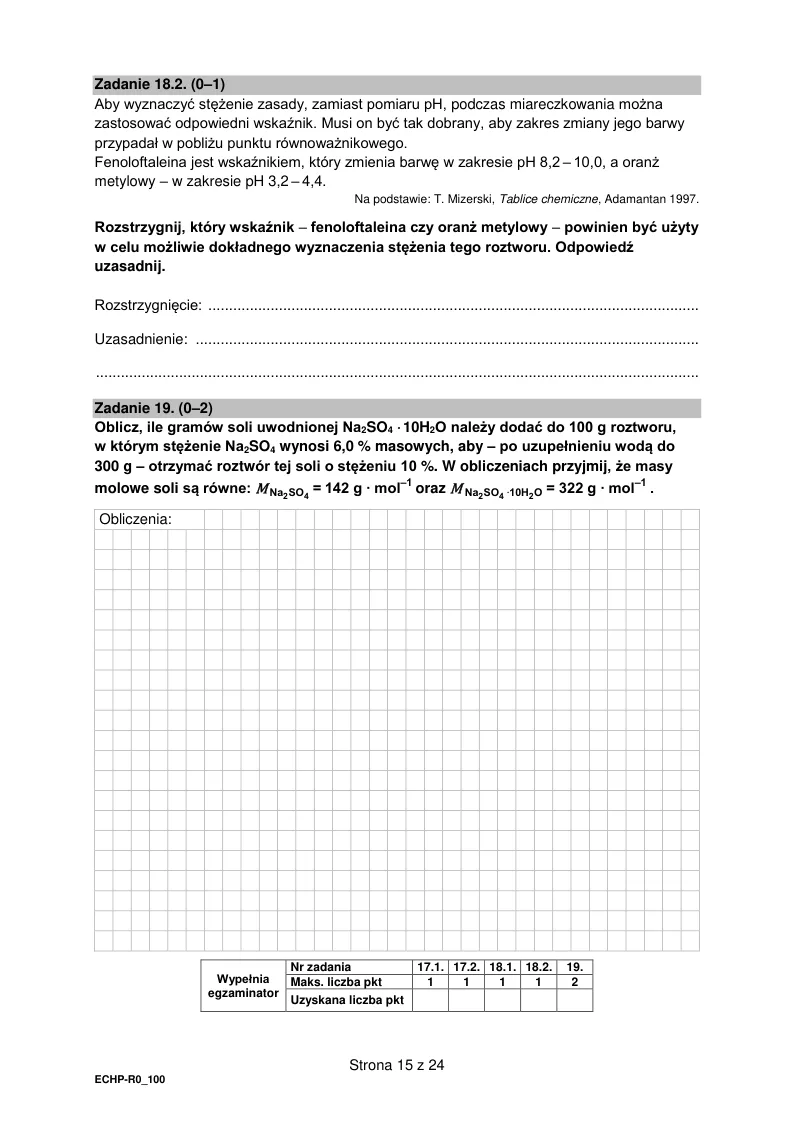 Zadanie 18.2. (0–1)
Aby wyznaczyć stężenie zasady, zamiast pomiaru pH, podczas miareczkowania można
zastosować odpowiedni wskaźnik. Musi on być tak dobrany, aby zakres zmiany jego barwy
przypadał w pobliżu punktu równoważnikowego.
Fenoloftaleina jest wskaźnikiem, który zmienia barwę w zakresie pH 8,2 – 10,0, a oranż
metylowy – w zakresie pH 3,2 – 4,4.
Na podstawie: T. Mizerski, Tablice chemiczne, Adamantan 1997.
Rozstrzygnij, który wskaźnik – fenoloftaleina czy oranż metylowy – powinien być użyty
w celu możliwie dokładnego wyznaczenia stężenia tego roztworu. Odpowiedź
uzasadnij.
Rozstrzygnięcie: ......................................................................................................................
Uzasadnienie: .........................................................................................................................
.................................................................................................................................................
Zadanie 19. (0–2)
Oblicz, ile gramów soli uwodnionej Na₂SO₄ · 10H₂O należy dodać do 100 g roztworu,
w którym stężenie Na₂SO₄ wynosi 6,0 % masowych, aby – po uzupełnieniu wodą do
300 g – otrzymać roztwór tej soli o stężeniu 10 %. W obliczeniach przyjmij, że masy
molowe soli są równe: M Na₂SO₄ = 142 g · mol⁻¹ oraz M Na₂SO₄ ·10H₂O = 322 g · mol⁻¹ .
Obliczenia:
Wypełnia egzaminator
Nr zadania 17.1. 17.2. 18.1. 18.2. 19.
Maks. liczba pkt 1 1 1 1 2
Uzyskana liczba pkt
Strona 15 z 24
ECHP-R0_100